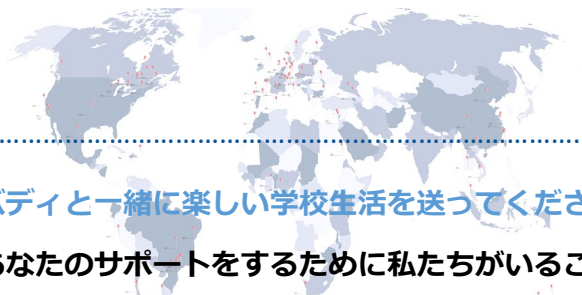 バディと一緒に楽しい学校生活を送ってくださ
あなたのサポートをするために私たちがいるこ